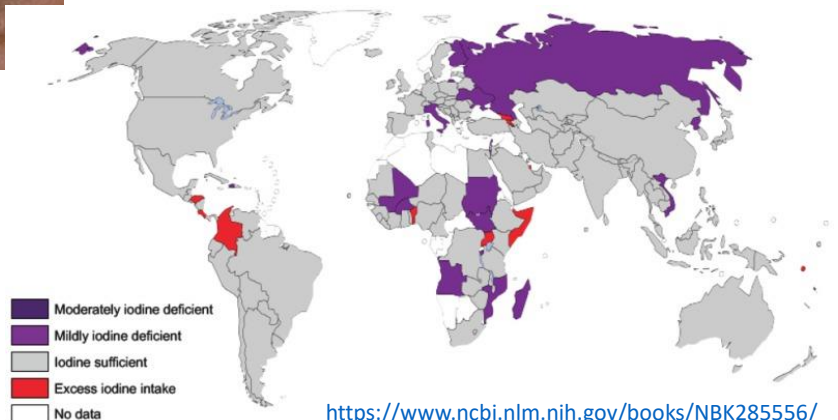 Moderately iodine deficient
Mildly iodine deficient
Iodine sufficient
Excess iodine intake
No data
https://www.ncbi.nlm.nih.gov/books/NBK285556/